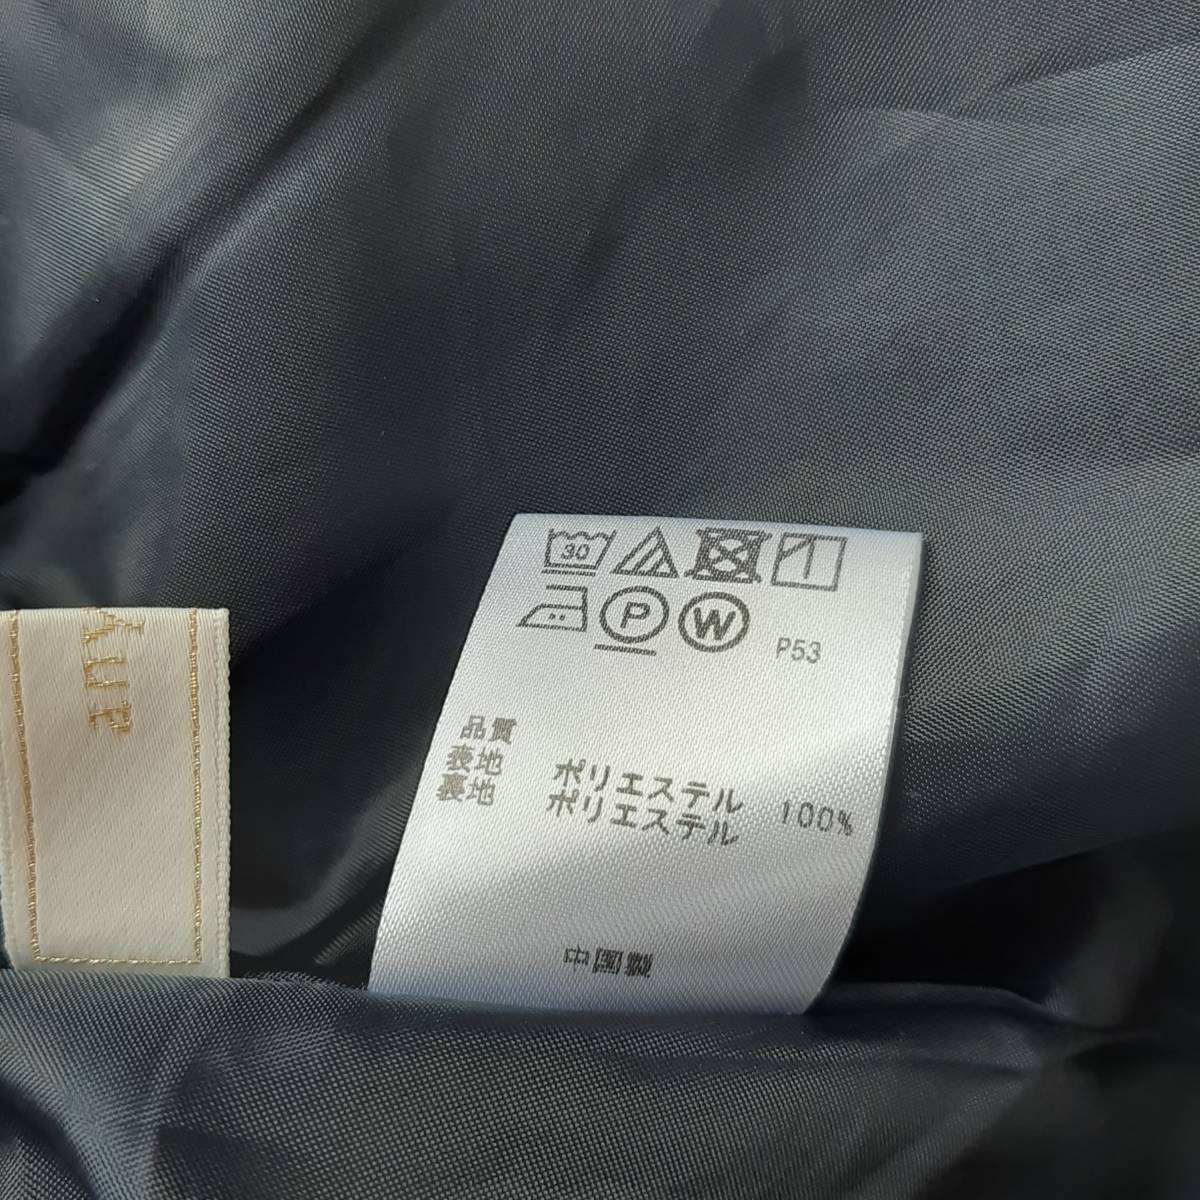 30
P W P53
品質
表地 ポリエステル
裏地 ポリエステル 100%
中国製